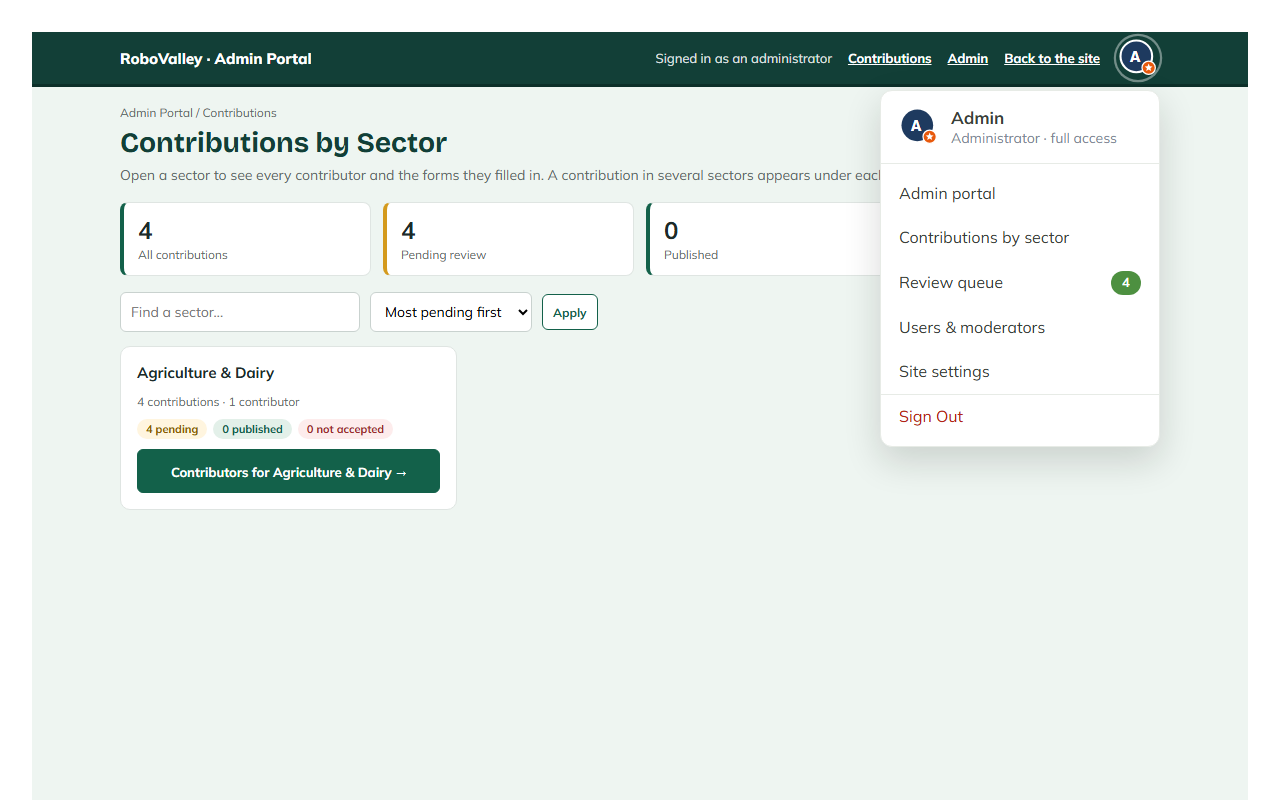 RoboValley · Admin Portal
Signed in as an administrator Contributions Admin Back to the site A
Admin Portal / Contributions
Contributions by Sector
Open a sector to see every contributor and the forms they filled in. A contribution in several sectors appears under
4
All contributions
4
Pending review
0
Published
Find a sector...
Most pending first
Apply
Agriculture & Dairy
4 contributions · 1 contributor
4 pending 0 published 0 not accepted
Contributors for Agriculture & Dairy →
A
Admin
Administrator · full access
Admin portal
Contributions by sector
Review queue 4
Users & moderators
Site settings
Sign Out